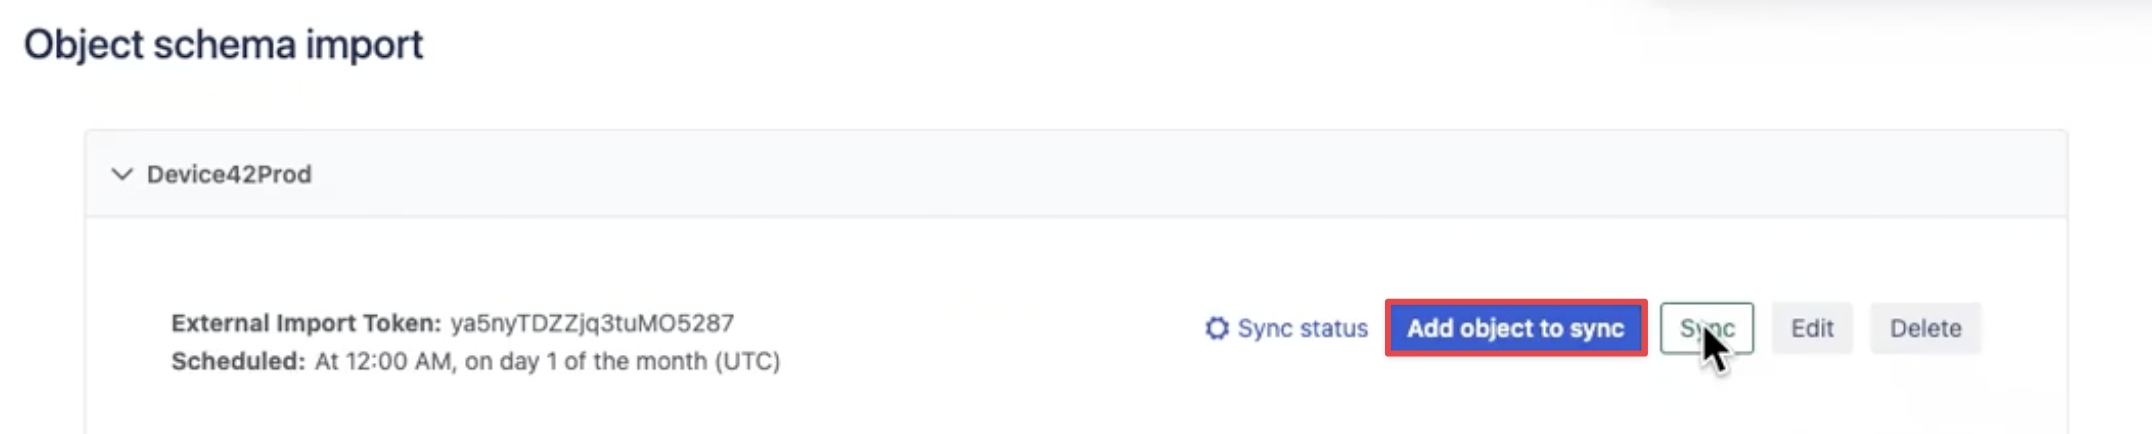 Object schema import
Device42Prod
External Import Token: ya5nyTDZZjq3tuMO5287
Scheduled: At 12:00 AM, on day 1 of the month (UTC)
Sync status
Add object to sync
Sync
Edit
Delete